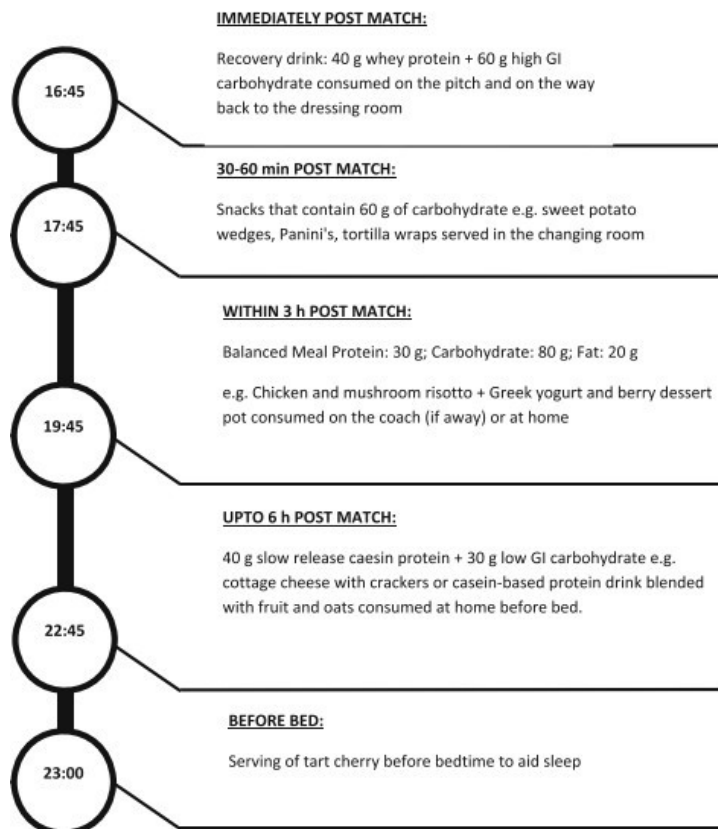 16:45
IMMEDIATELY POST MATCH:
Recovery drink: 40 g whey protein + 60 g high GI
carbohydrate consumed on the pitch and on the way
back to the dressing room
17:45
30-60 min POST MATCH:
Snacks that contain 60 g of carbohydrate e.g. sweet potato
wedges, Panini's, tortilla wraps served in the changing room
19:45
WITHIN 3 h POST MATCH:
Balanced Meal Protein: 30 g; Carbohydrate: 80 g; Fat: 20 g
e.g. Chicken and mushroom risotto + Greek yogurt and berry dessert
pot consumed on the coach (if away) or at home
22:45
UPTO 6 h POST MATCH:
40 g slow release caesin protein + 30 g low GI carbohydrate e.g.
cottage cheese with crackers or casein-based protein drink blended
with fruit and oats consumed at home before bed.
23:00
BEFORE BED:
Serving of tart cherry before bedtime to aid sleep